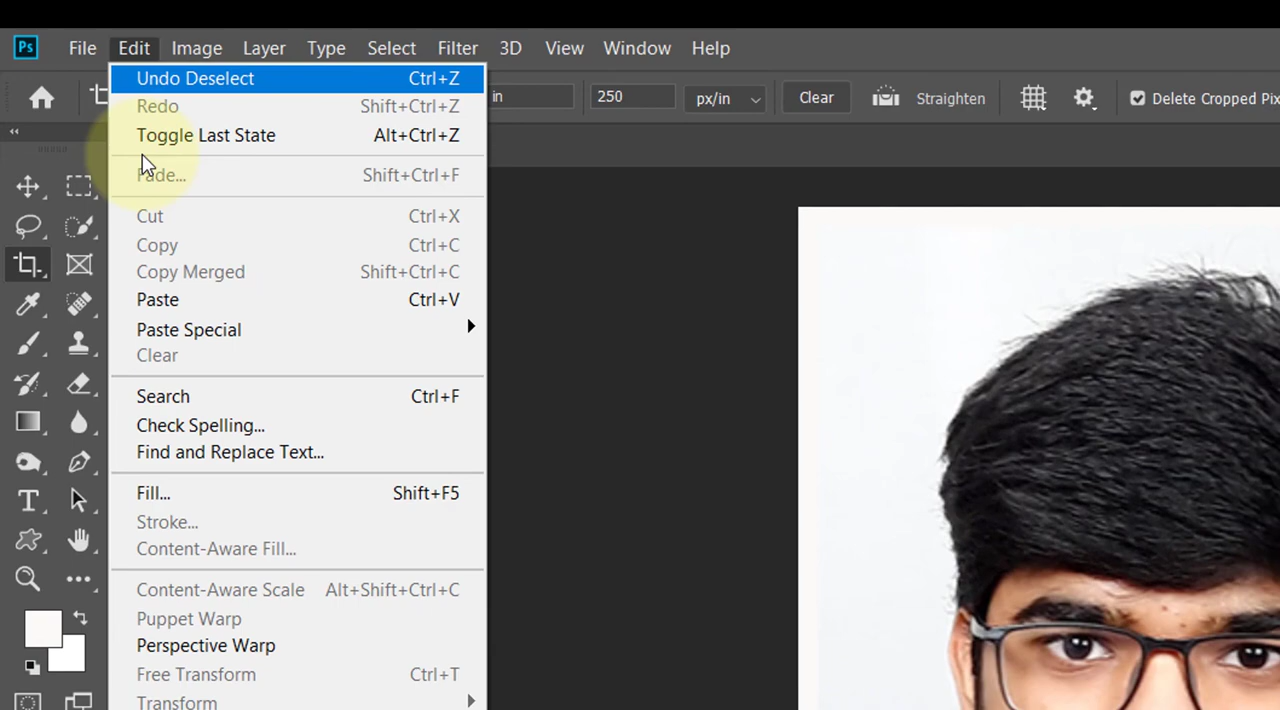 Ps File Edit Image Layer Type Select Filter 3D View Window Help
in 250 px/in Clear Straighten Delete Cropped Pix
Undo Deselect Ctrl+Z
Redo Shift+Ctrl+Z
Toggle Last State Alt+Ctrl+Z
Fade... Shift+Ctrl+F
Cut Ctrl+X
Copy Ctrl+C
Copy Merged Shift+Ctrl+C
Paste Ctrl+V
Paste Special
Clear
Search Ctrl+F
Check Spelling...
Find and Replace Text...
Fill... Shift+F5
Stroke...
Content-Aware Fill...
Content-Aware Scale Alt+Shift+Ctrl+C
Puppet Warp
Perspective Warp
Free Transform Ctrl+T
Transform